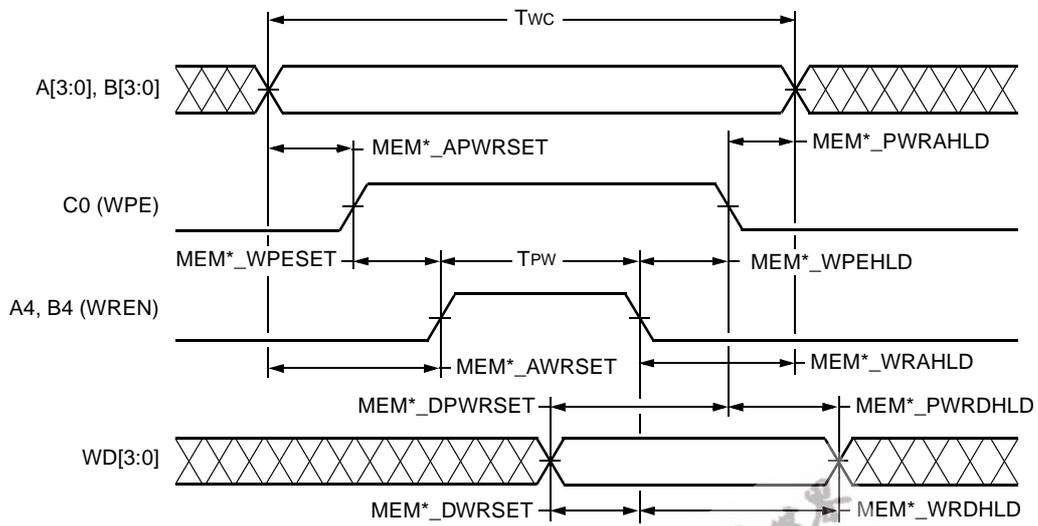 TWC
A[3:0], B[3:0]
MEM*_APWRSET
MEM*_PWRAHLD
C0 (WPE)
MEM*_WPESET
TPW
MEM*_WPEHLD
A4, B4 (WREN)
MEM*_AWRSET
MEM*_WRAHLD
MEM*_DPWRSET
MEM*_PWRDHLD
WD[3:0]
MEM*_DWRSET
MEM*_WRDHLD